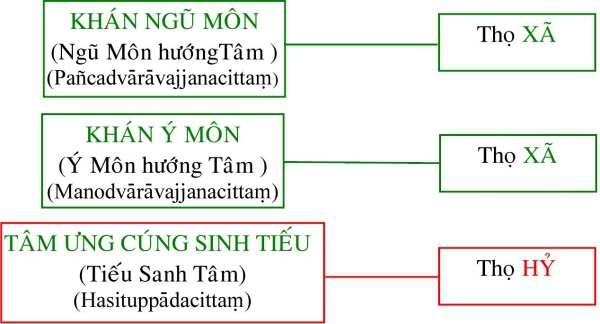 KHÁN NGŨ MÔN
(Ngũ Môn hướngTâm )
(Pañcadvārāvajjanacittaṃ)
Thọ XÃ
KHÁN Ý MÔN
(Ý Môn hướng Tâm )
(Manodvārāvajjanacittaṃ)
Thọ XÃ
TÂM ƯNG CÚNG SINH TIẾU
(Tiếu Sanh Tâm)
(Hasituppādacittaṃ)
Thọ HỶ